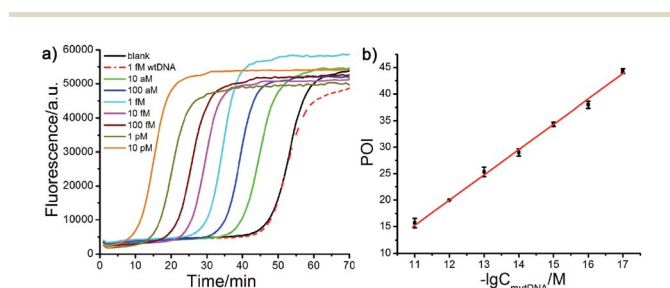 a)
b)
60000
50000
40000
30000
20000
10000
0
Fluorescence/a.u.
blank
1 fM wtDNA
10 aM
100 aM
1 fM
10 fM
100 fM
1 pM
10 pM
0 10 20 30 40 50 60 70
Time/min
45
40
35
30
25
20
15
10
POI
11 12 13 14 15 16 17
-lgCmutDNA/M